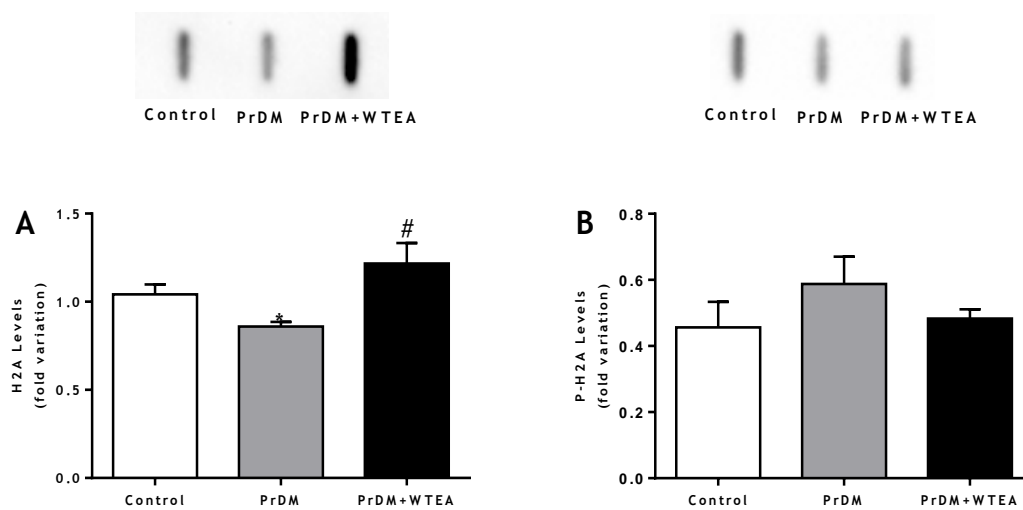 Control PrDM PrDM+WTEA
Control PrDM PrDM+WTEA
A
H2A Levels
(fold variation)
1.5
1.0
0.5
0.0
*
#
Control PrDM PrDM+WTEA
B
P-H2A Levels
(fold variation)
0.8
0.6
0.4
0.2
0.0
Control PrDM PrDM+WTEA